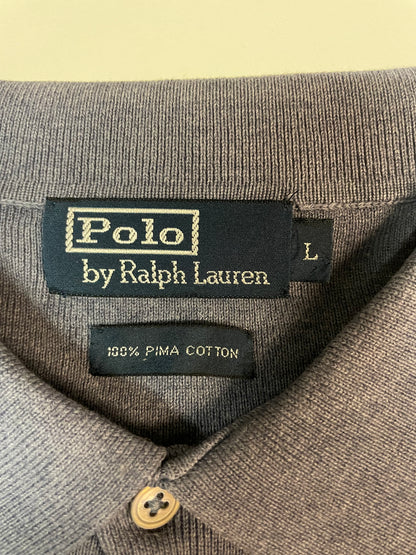 Polo
by Ralph Lauren
L
100% PIMA COTTON